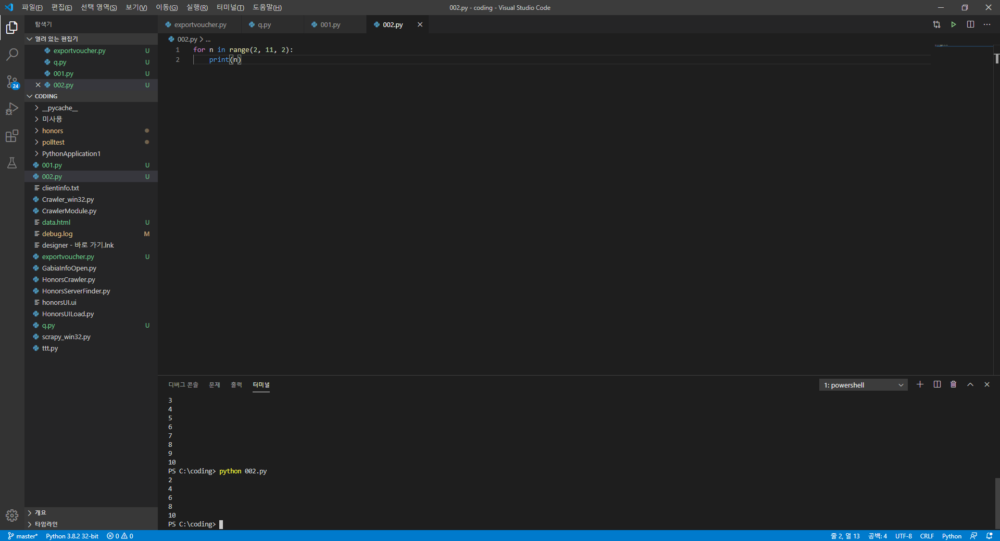 파일(F) 편집(E) 선택 영역(S) 보기(V) 이동(G) 실행(R) 터미널(T) 도움말(H) 002.py - coding - Visual Studio Code
탐색기
exportvoucher.py q.py 001.py 002.py
열려 있는 편집기
exportvoucher.py U
q.py U
001.py U
002.py U
24
CODING
__pycache__
미사용
honors
polltest
PythonApplication1
001.py U
002.py U
clientinfo.txt
Crawler_win32.py
CrawlerModule.py
data.html U
debug.log M
designer - 바로 가기.lnk
exportvoucher.py U
GabiaInfoOpen.py
HonorsCrawler.py
HonorsServerFinder.py
honorsUI.ui
HonorsUILoad.py
q.py U
scrapy_win32.py
ttt.py
개요
타임라인
002.py > ...
1 for n in range(2, 11, 2):
2     print(n)
디버그 콘솔 문제 출력 터미널 1: powershell
3
4
5
6
7
8
9
10
PS C:\coding> python 002.py
2
4
6
8
10
PS C:\coding>
master* Python 3.8.2 32-bit 0 0 줄 2, 열 13 공백: 4 UTF-8 CRLF Python